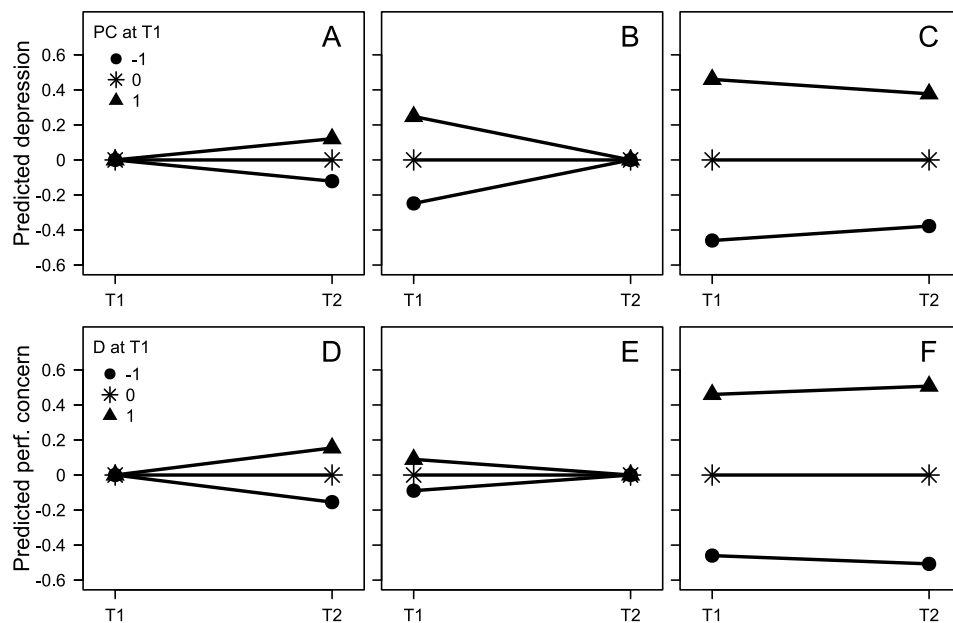 PC at T1
-1
0
1
A
B
C
Predicted depression
0.6
0.4
0.2
0
-0.2
-0.4
-0.6
T1
T2
T1
T2
T1
T2
D at T1
-1
0
1
D
E
F
Predicted perf. concern
0.6
0.4
0.2
0
-0.2
-0.4
-0.6
T1
T2
T1
T2
T1
T2